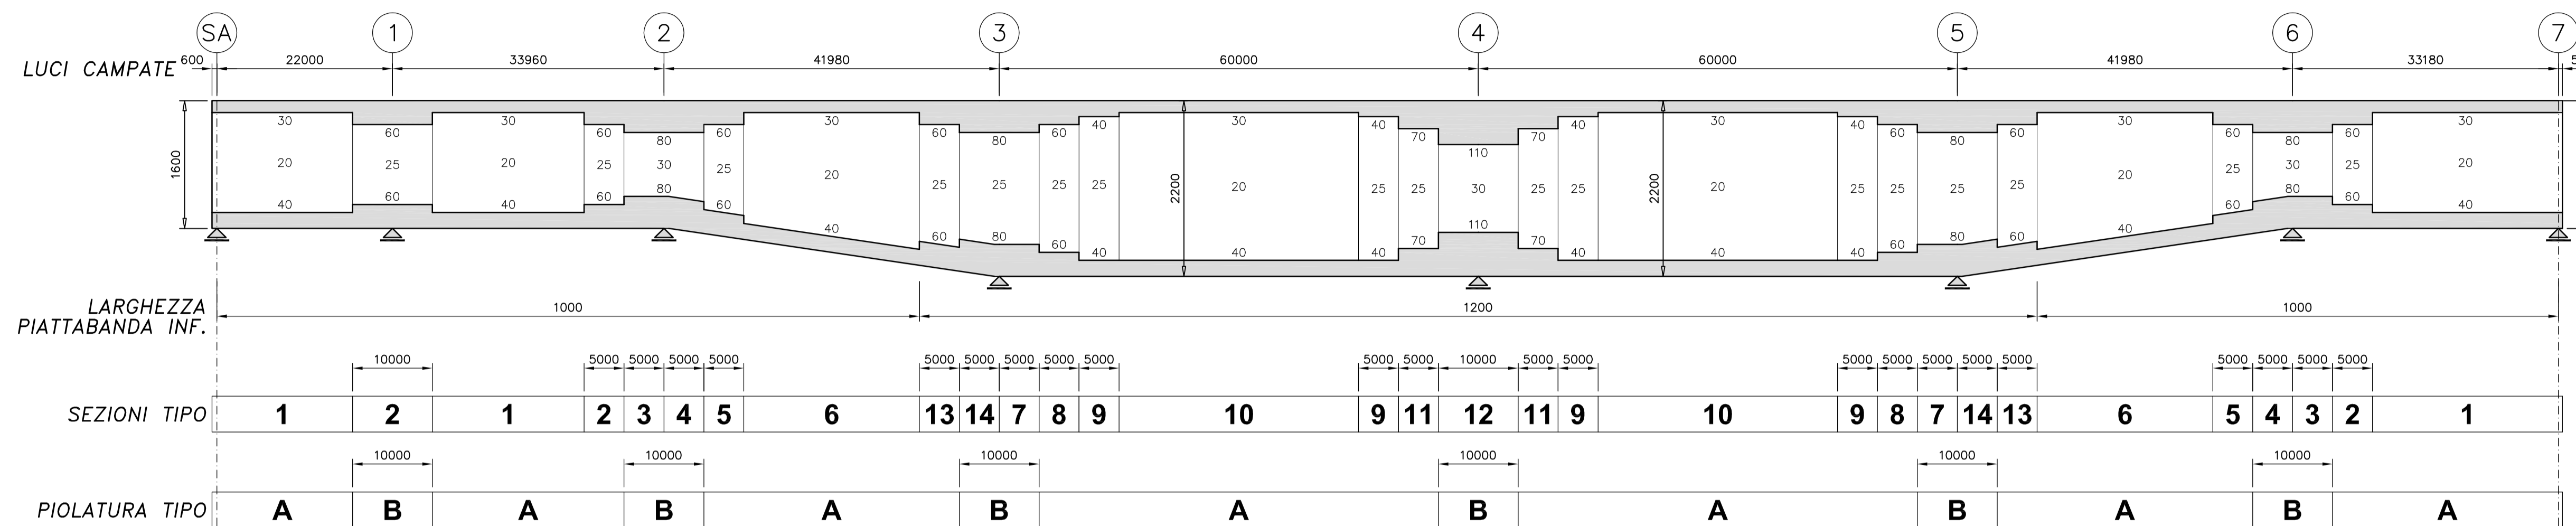 SA 1 2 3 4 5 6 7
LUCI CAMPATE 600 22000 33960 41980 60000 60000 41980 33180 5
30 60 30 60 80 60 30 60 80 60 40 30 40 70 110 70 40 30 40 60 80 60 30 60 80 60 30
1600 20 25 20 25 30 25 20 25 25 25 25 2200 20 25 25 30 25 25 2200 20 25 25 25 25 20 25 30 25 20
40 60 40 60 80 60 40 60 80 60 40 40 40 70 110 70 40 40 40 60 80 60 40 60 80 60 40
LARGHEZZA
PIATTABANDA INF.
1000 1200 1000
10000 5000 5000 5000 5000 5000 5000 5000 5000 5000 5000 5000 10000 5000 5000 5000 5000 5000 5000 5000 5000 5000 5000 5000
SEZIONI TIPO 1 2 1 2 3 4 5 6 13 14 7 8 9 10 9 11 12 11 9 10 9 8 7 14 13 6 5 4 3 2 1
10000 10000 10000 10000 10000 10000
PIOLATURA TIPO A B A B A B A B A B A B A